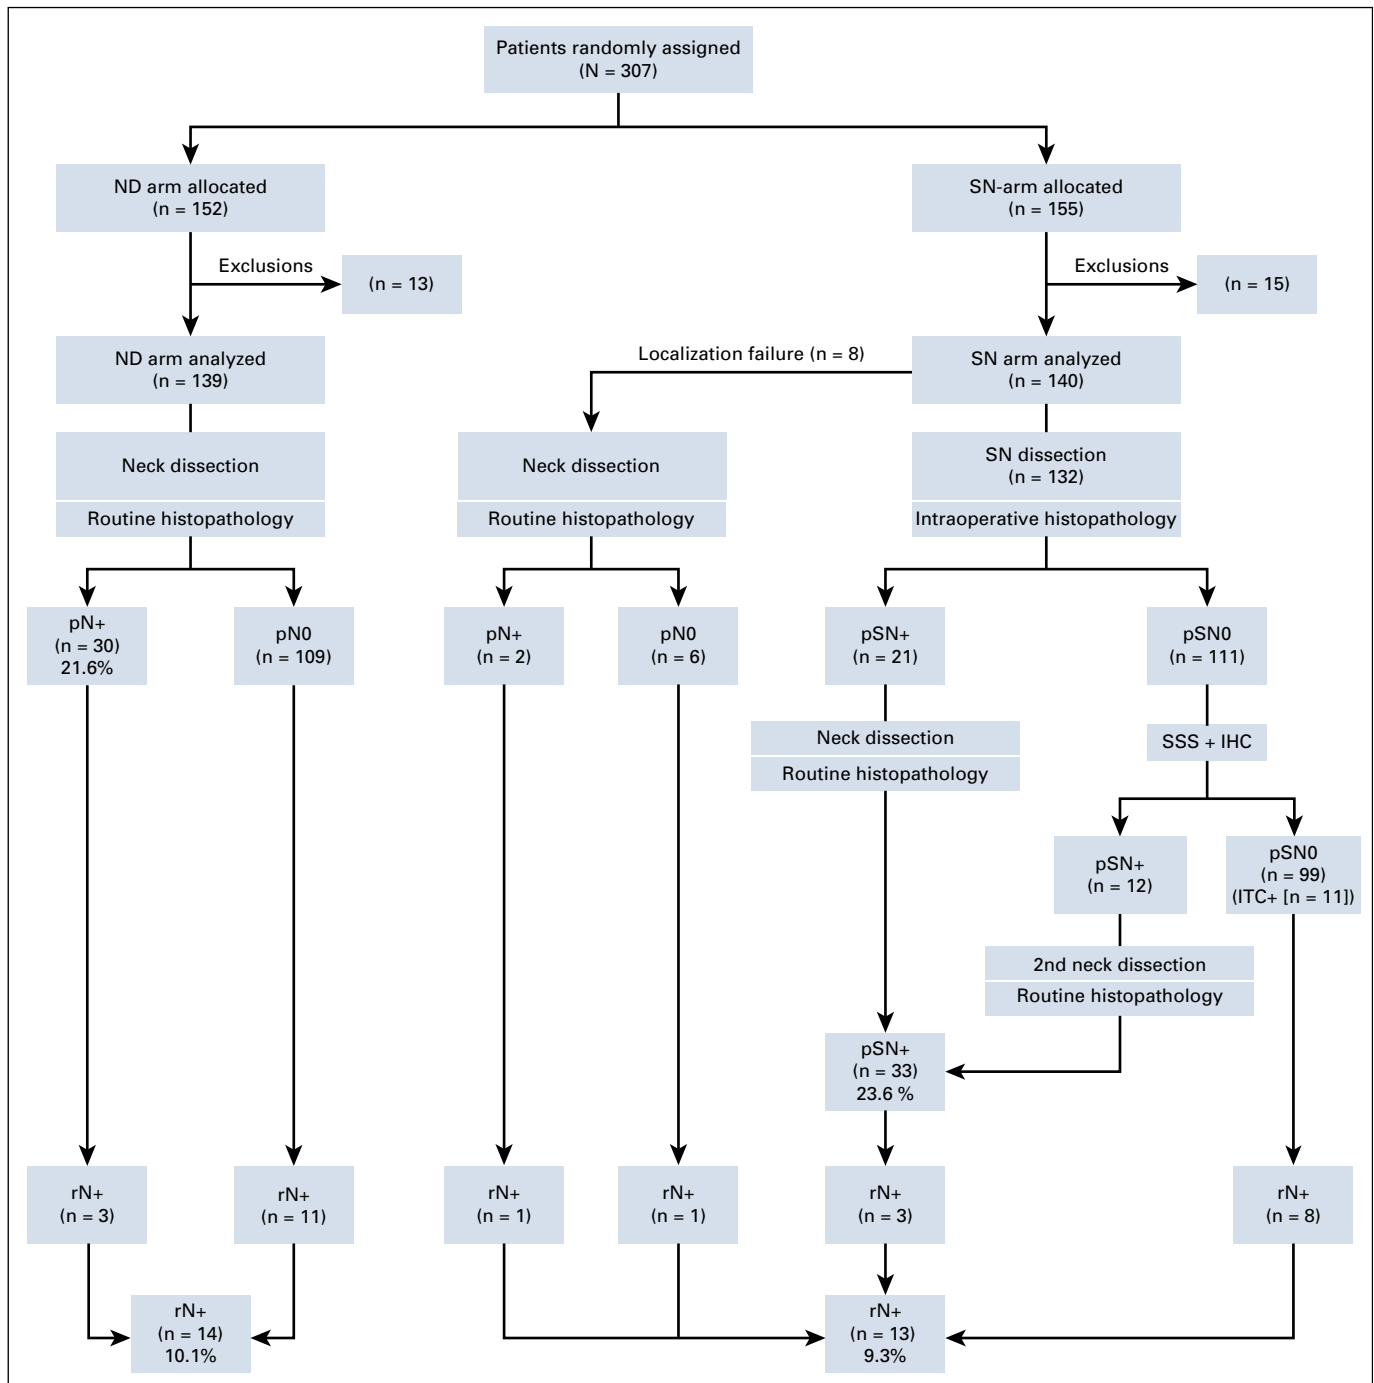 Patients randomly assigned
(N = 307)
ND arm allocated
(n = 152)
SN-arm allocated
(n = 155)
Exclusions
(n = 13)
Exclusions
(n = 15)
ND arm analyzed
(n = 139)
Localization failure (n = 8)
SN arm analyzed
(n = 140)
Neck dissection
Routine histopathology
Neck dissection
Routine histopathology
SN dissection
(n = 132)
Intraoperative histopathology
pN+
(n = 30)
21.6%
pN0
(n = 109)
pN+
(n = 2)
pN0
(n = 6)
pSN+
(n = 21)
pSN0
(n = 111)
Neck dissection
Routine histopathology
SSS + IHC
pSN+
(n = 12)
pSN0
(n = 99)
(ITC+ [n = 11])
2nd neck dissection
Routine histopathology
pSN+
(n = 33)
23.6 %
rN+
(n = 3)
rN+
(n = 11)
rN+
(n = 1)
rN+
(n = 1)
rN+
(n = 3)
rN+
(n = 8)
rN+
(n = 14)
10.1%
rN+
(n = 13)
9.3%